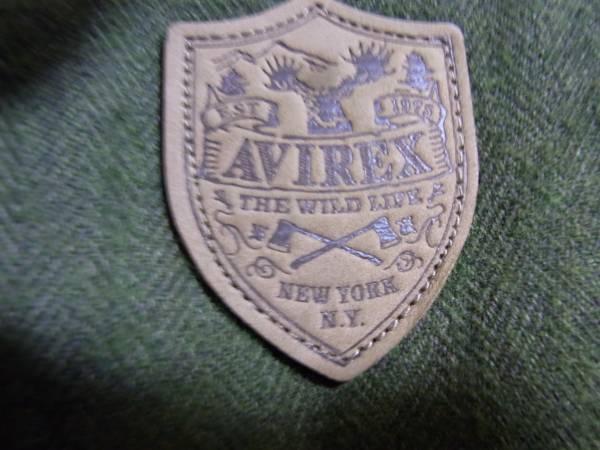 EST. 1975
AVIREX
THE WILD LIFE
NEW YORK
N.Y.